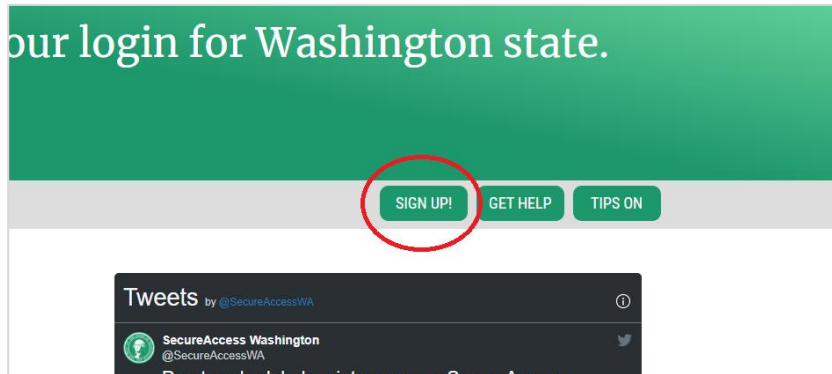 our login for Washington state.
SIGN UP! GET HELP TIPS ON
Tweets by @SecureAccessWA
SecureAccess Washington
@SecureAccessWA